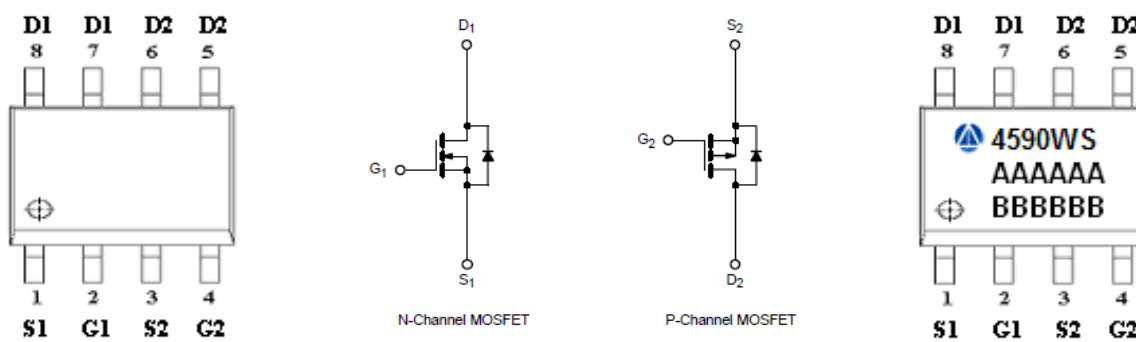 D1 D1 D2 D2
8 7 6 5
1 2 3 4
S1 G1 S2 G2
D1
G1
S1
N-Channel MOSFET
S2
G2
D2
P-Channel MOSFET
D1 D1 D2 D2
8 7 6 5
4590WS
AAAAAA
BBBBBB
1 2 3 4
S1 G1 S2 G2